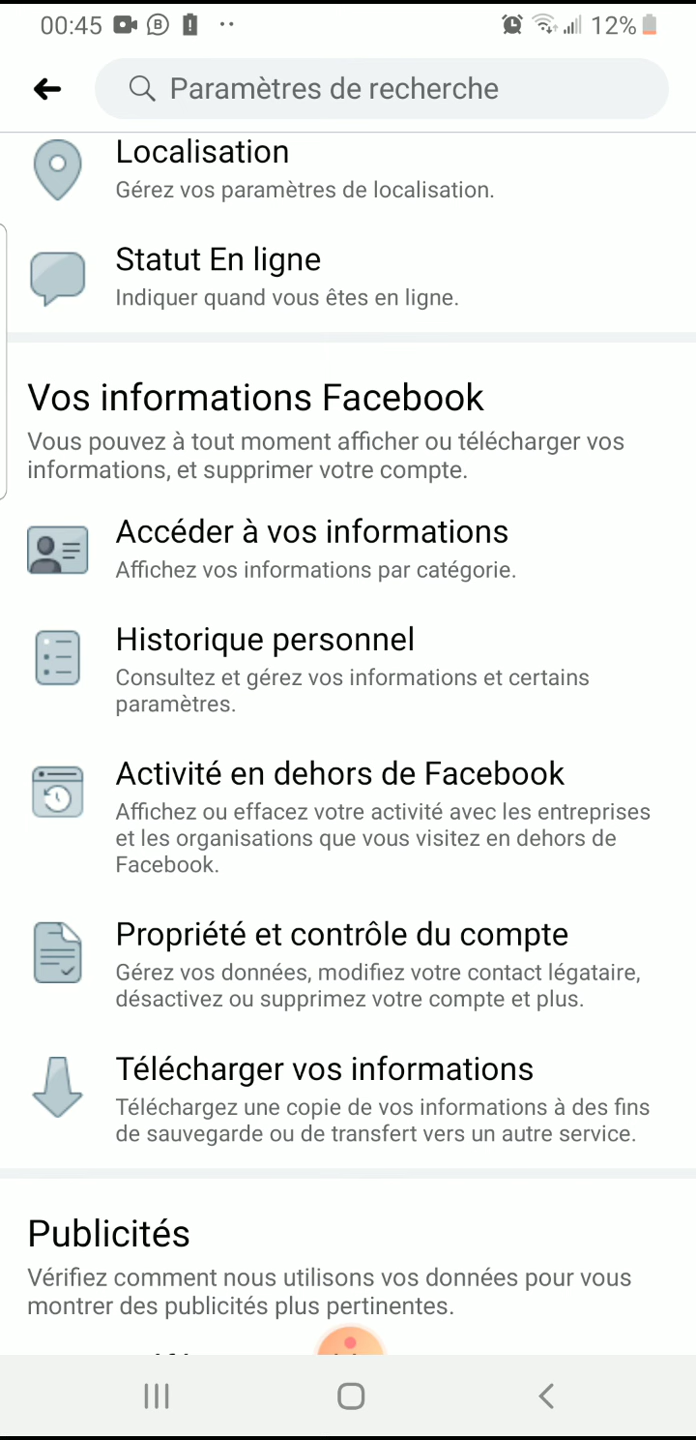 00:45 12%
Paramètres de recherche
Localisation
Gérez vos paramètres de localisation.
Statut En ligne
Indiquer quand vous êtes en ligne.
Vos informations Facebook
Vous pouvez à tout moment afficher ou télécharger vos
informations, et supprimer votre compte.
Accéder à vos informations
Affichez vos informations par catégorie.
Historique personnel
Consultez et gérez vos informations et certains
paramètres.
Activité en dehors de Facebook
Affichez ou effacez votre activité avec les entreprises
et les organisations que vous visitez en dehors de
Facebook.
Propriété et contrôle du compte
Gérez vos données, modifiez votre contact légataire,
désactivez ou supprimez votre compte et plus.
Télécharger vos informations
Téléchargez une copie de vos informations à des fins
de sauvegarde ou de transfert vers un autre service.
Publicités
Vérifiez comment nous utilisons vos données pour vous
montrer des publicités plus pertinentes.